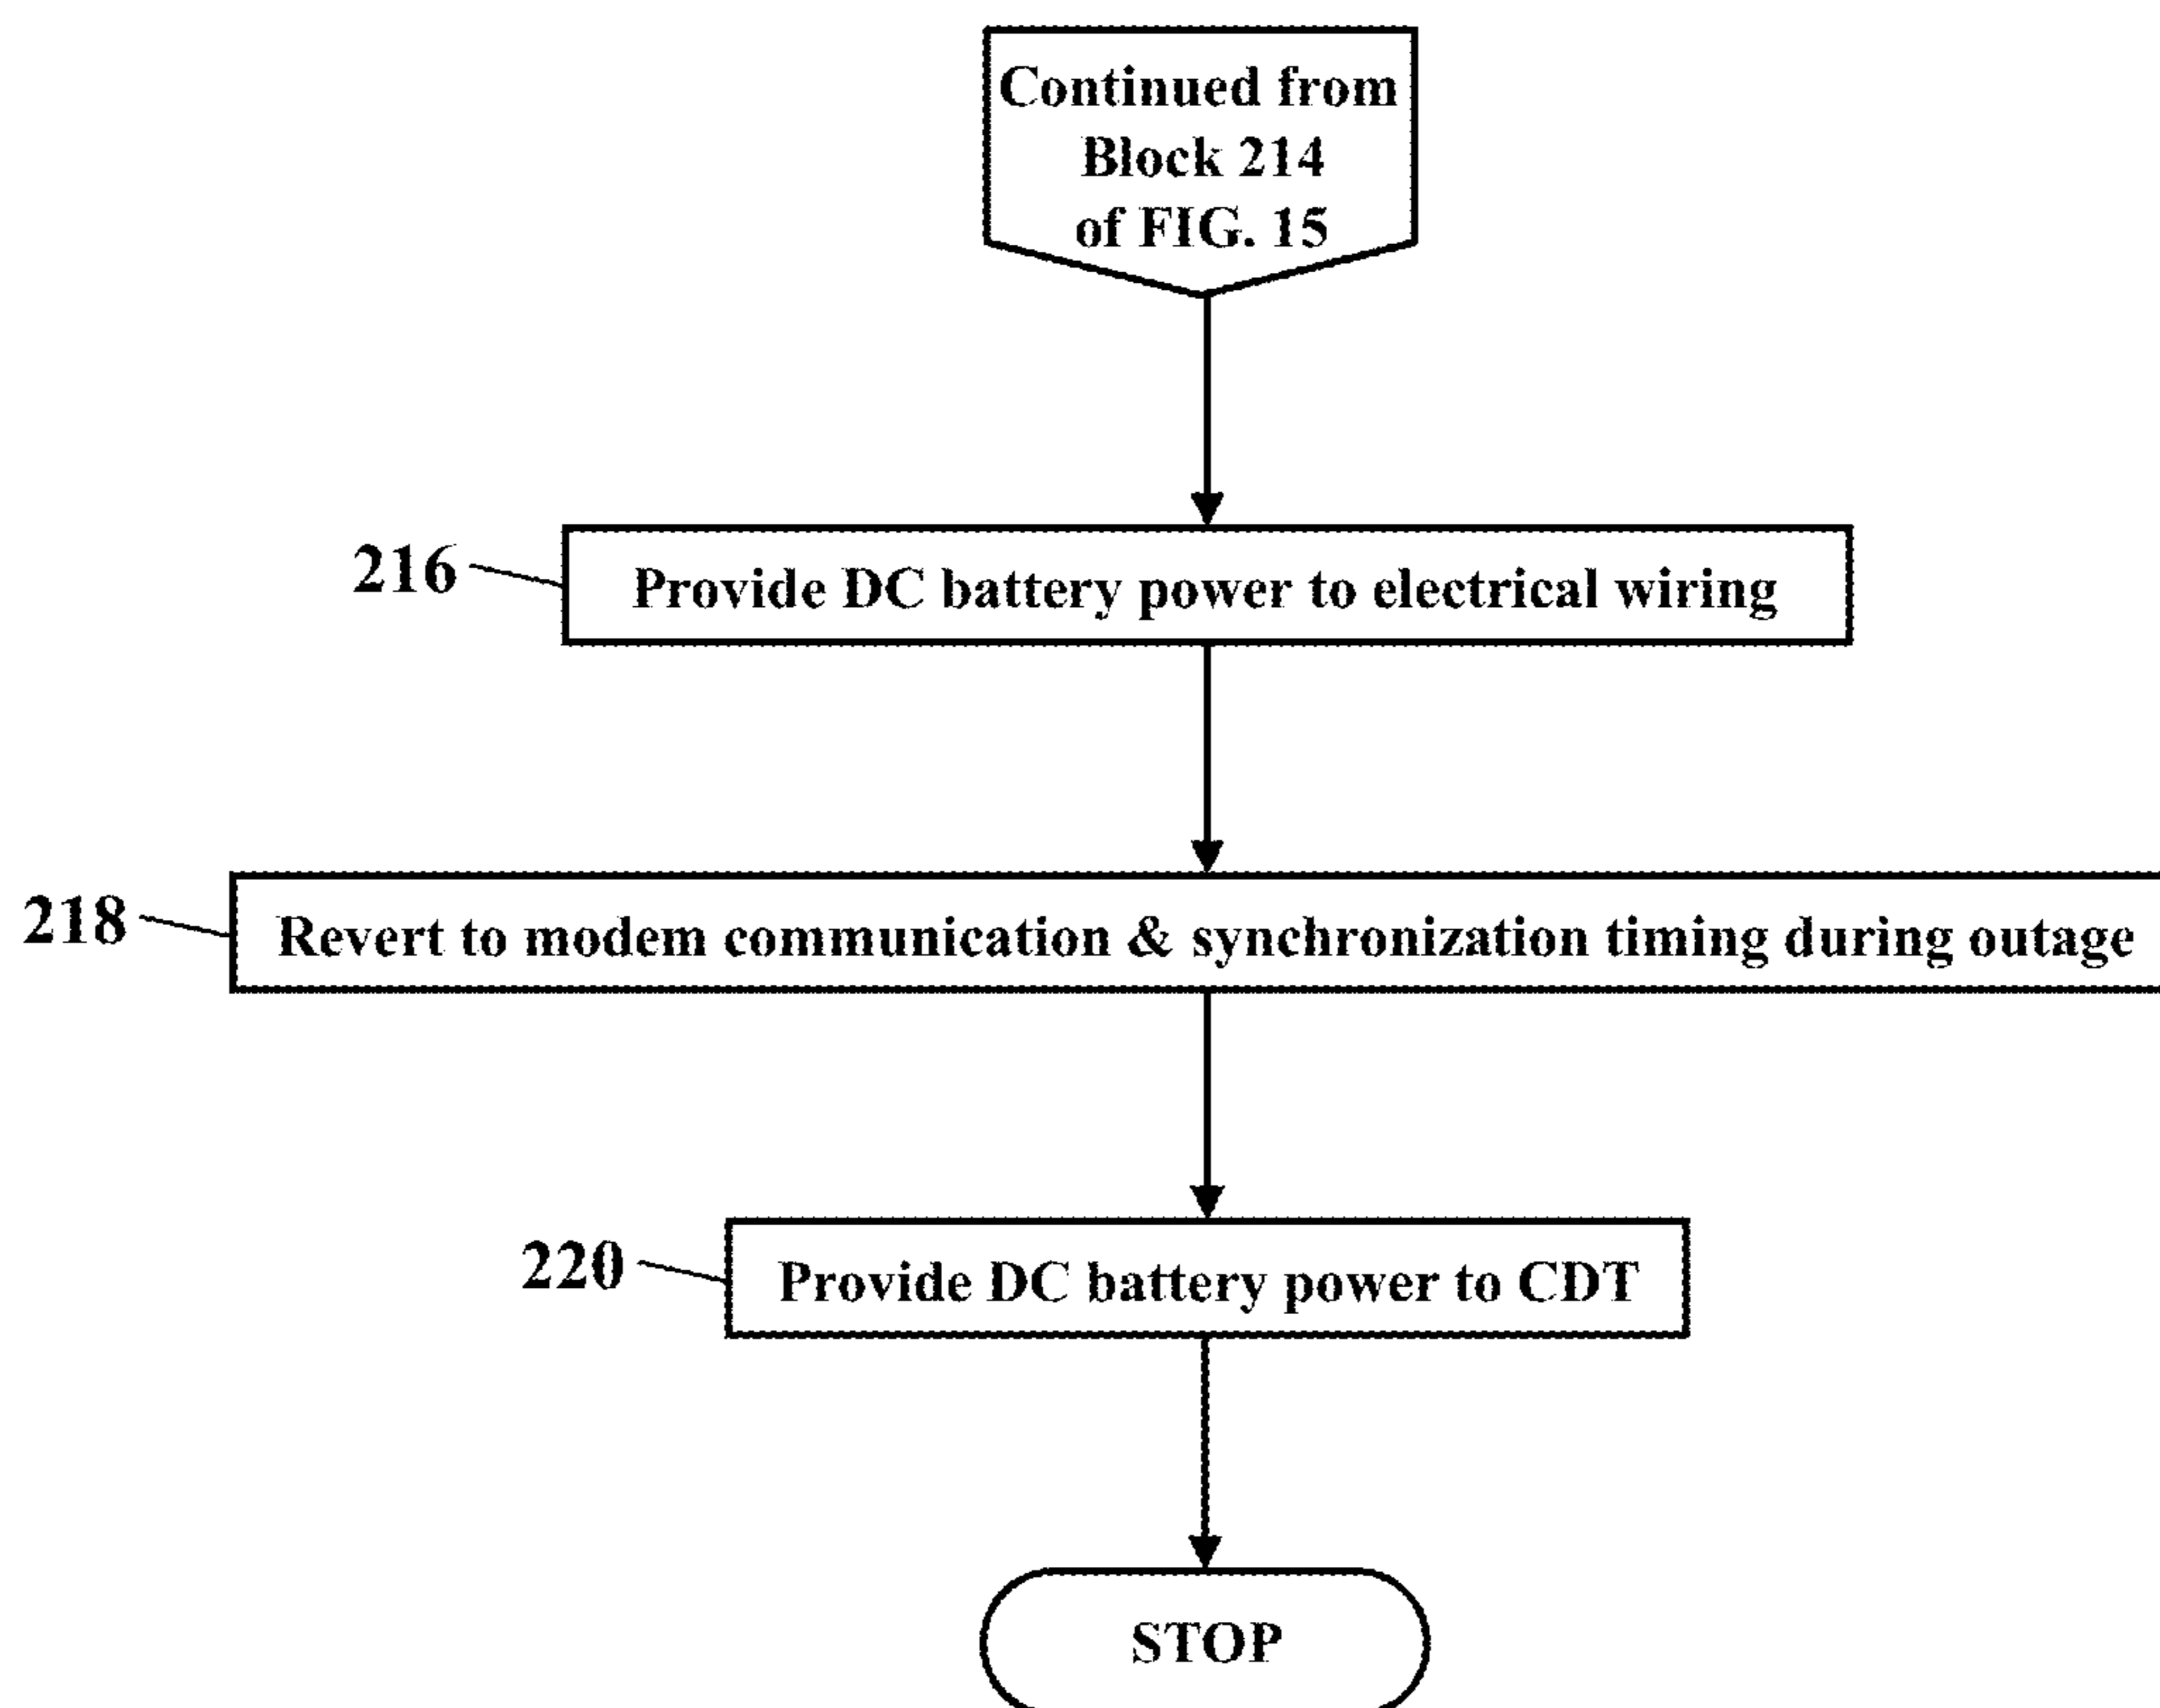 Continued from
Block 214
of FIG. 15
216
Provide DC battery power to electrical wiring
218
Revert to modem communication & synchronization timing during outage
220
Provide DC battery power to CDT
STOP